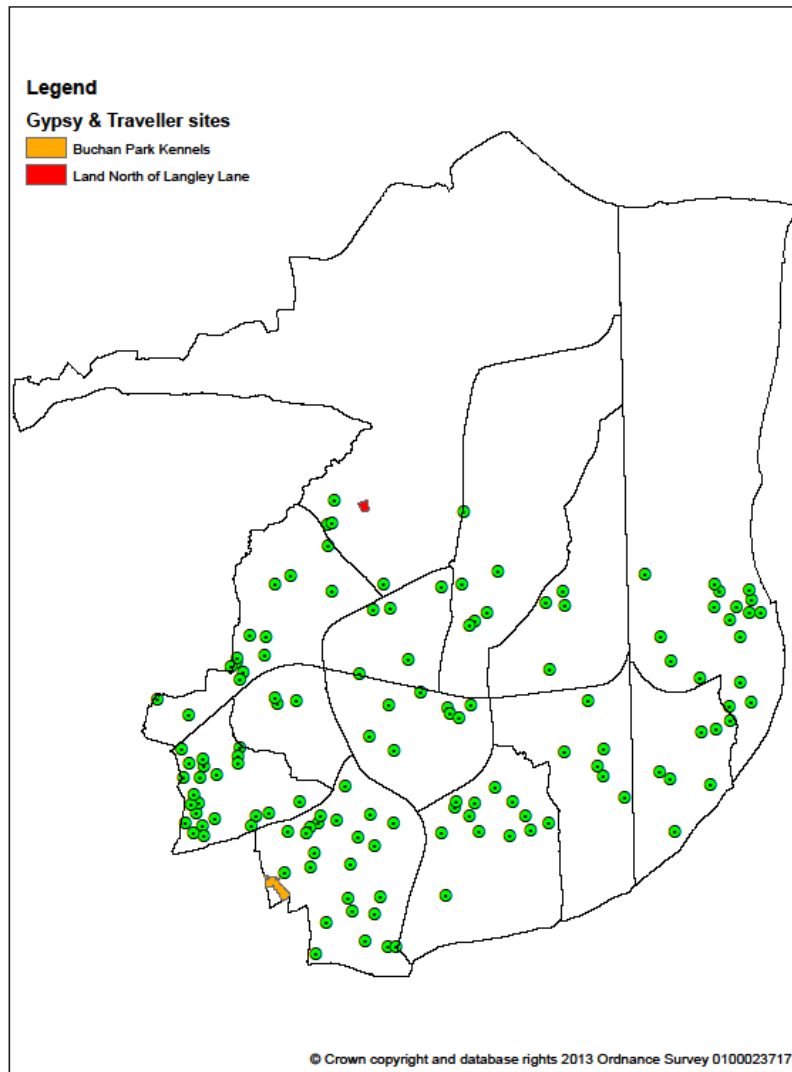 Legend
Gypsy & Traveller sites
Buchan Park Kennels
Land North of Langley Lane
© Crown copyright and database rights 2013 Ordnance Survey 0100023717